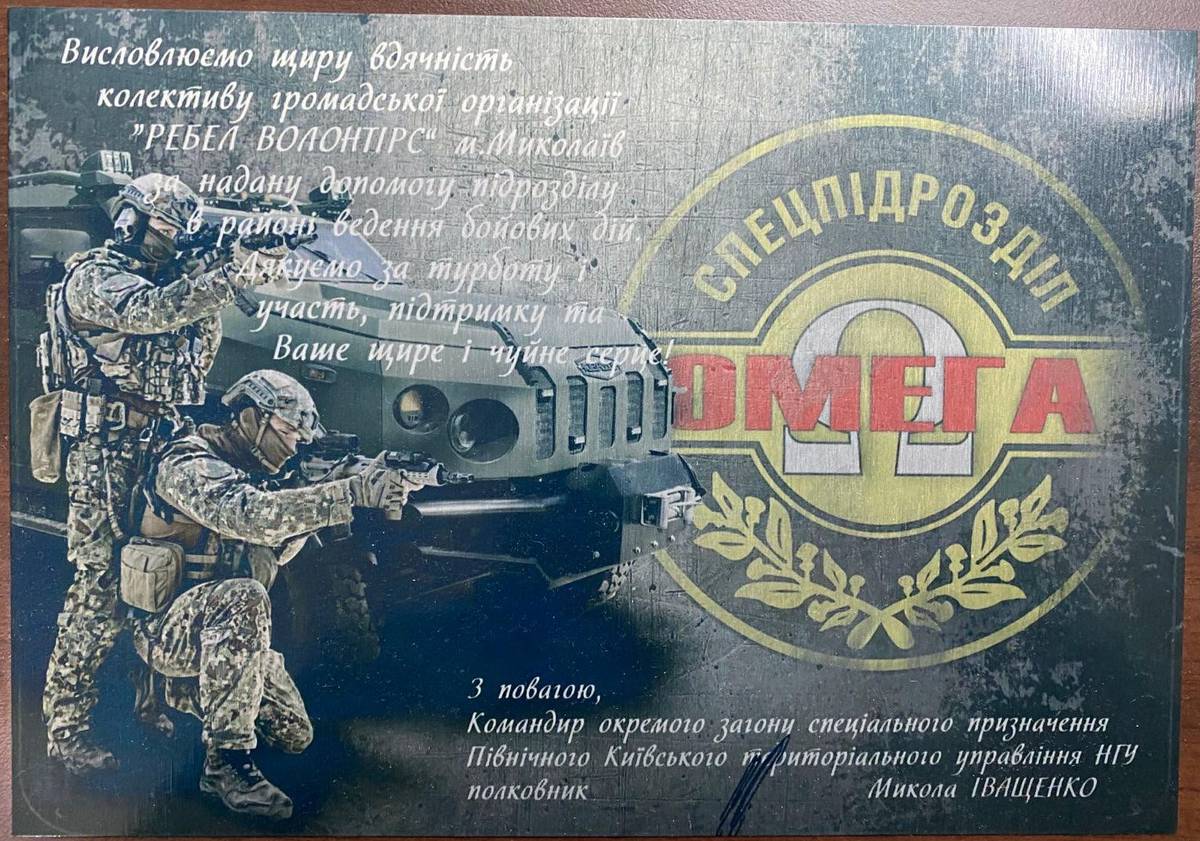 Висловлюємо щиру вдячність
колективу громадської організації
"РЕБЕЛ ВОЛОНТІРС" м.Миколаїв
за надану допомогу підрозділу
в районі ведення бойових дій.
Дякуємо за турботу і
участь, підтримку та
Ваше щире і чуйне серце!
СПЕЦПІДРОЗДІЛ
ОМЕГА
З повагою,
Командир окремого загону спеціального призначення
Північного Київського територіального управління НГУ
полковник Микола ІВАЩЕНКО